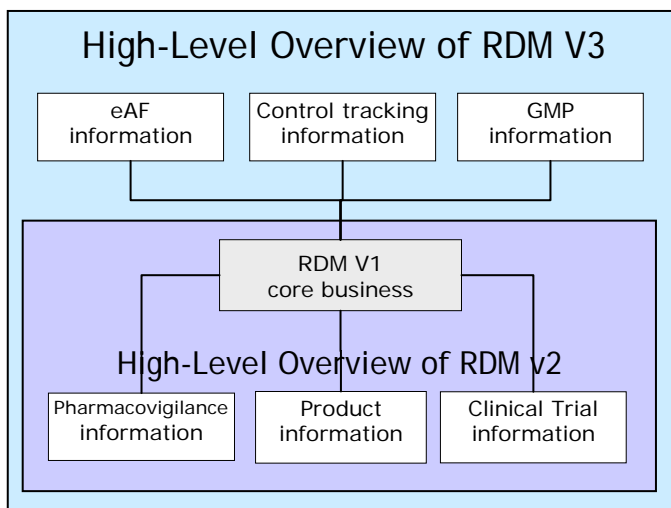 High-Level Overview of RDM V3
eAF
information
Control tracking
information
GMP
information
RDM V1
core business
High-Level Overview of RDM v2
Pharmacovigilance
information
Product
information
Clinical Trial
information